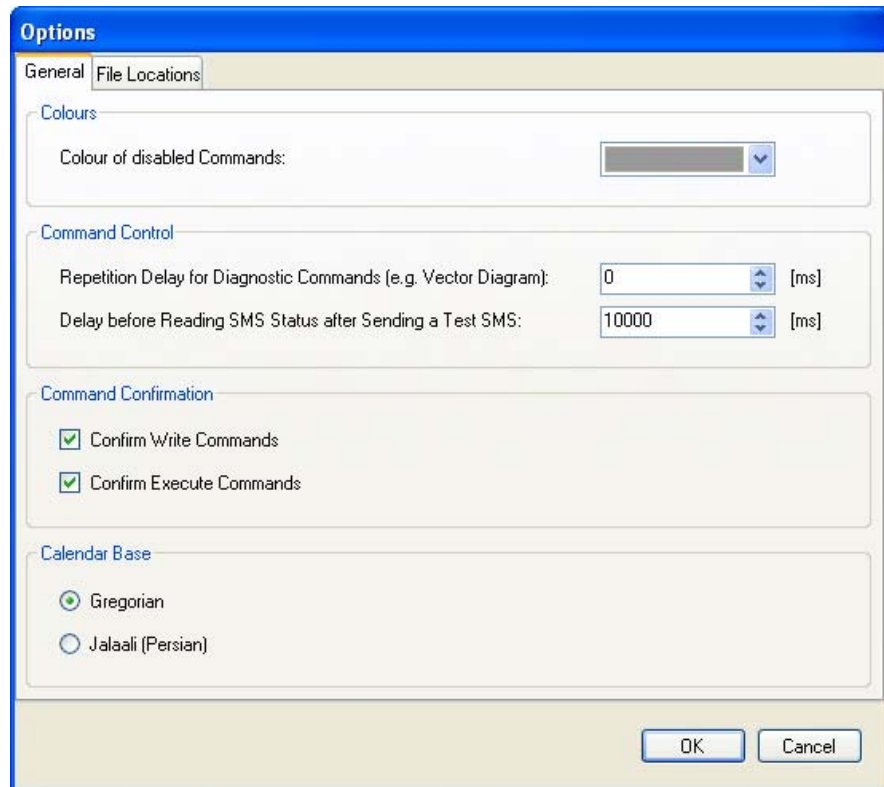 Options
General File Locations
Colours
Colour of disabled Commands:
Command Control
Repetition Delay for Diagnostic Commands (e.g. Vector Diagram): 0 [ms]
Delay before Reading SMS Status after Sending a Test SMS: 10000 [ms]
Command Confirmation
Confirm Write Commands
Confirm Execute Commands
Calendar Base
Gregorian
Jalaali (Persian)
OK Cancel